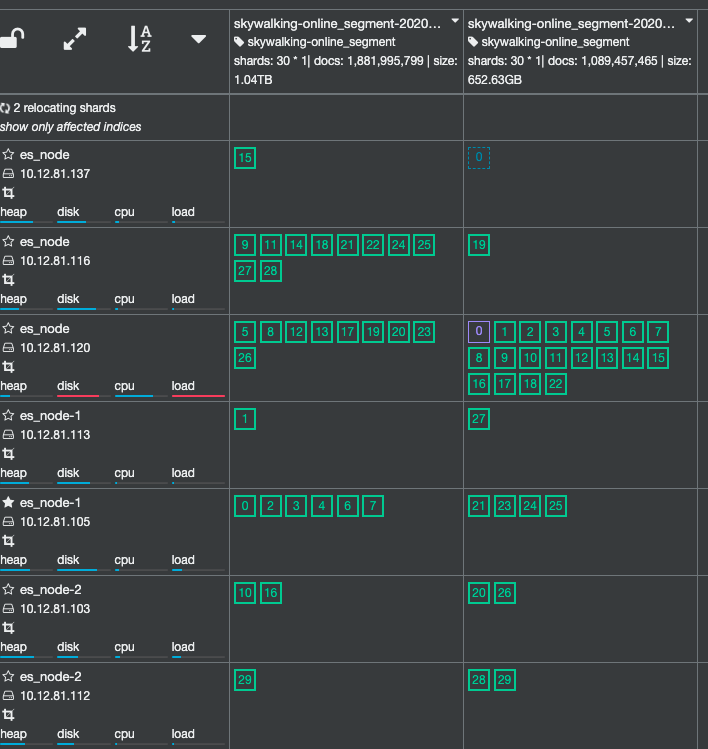 A
Z
skywalking-online_segment-2020...
skywalking-online_segment
shards: 30 * 1| docs: 1,881,995,799 | size:
1.04TB
skywalking-online_segment-2020...
skywalking-online_segment
shards: 30 * 1| docs: 1,089,457,465 | size:
652.63GB
2 relocating shards
show only affected indices
es_node
10.12.81.137
heap disk cpu load
15
0
es_node
10.12.81.116
heap disk cpu load
9 11 14 18 21 22 24 25
27 28
19
es_node
10.12.81.120
heap disk cpu load
5 8 12 13 17 19 20 23
26
0 1 2 3 4 5 6 7
8 9 10 11 12 13 14 15
16 17 18 22
es_node-1
10.12.81.113
heap disk cpu load
1
27
es_node-1
10.12.81.105
heap disk cpu load
0 2 3 4 6 7
21 23 24 25
es_node-2
10.12.81.103
heap disk cpu load
10 16
20 26
es_node-2
10.12.81.112
heap disk cpu load
29
28 29